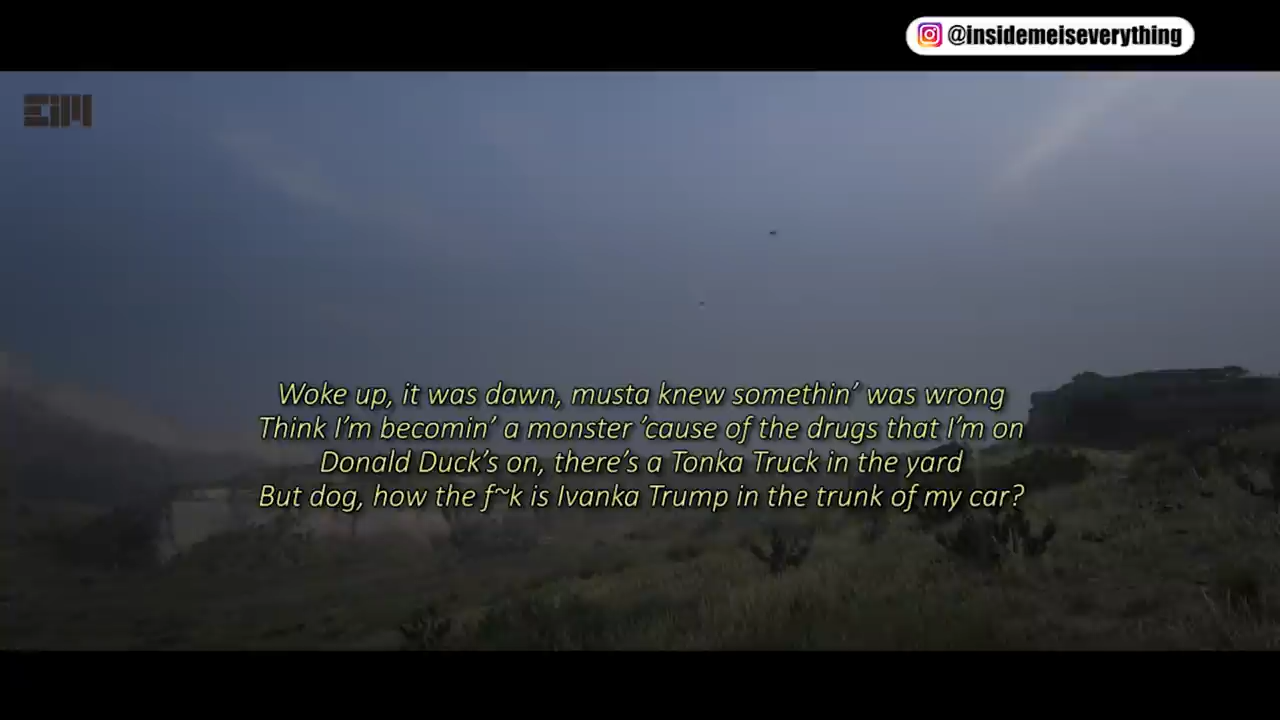 @insidemeiseverything
EiM
Woke up, it was dawn, musta knew somethin’ was wrong
Think I’m becomin’ a monster ’cause of the drugs that I’m on
Donald Duck’s on, there’s a Tonka Truck in the yard
But dog, how the f~k is Ivanka Trump in the trunk of my car?